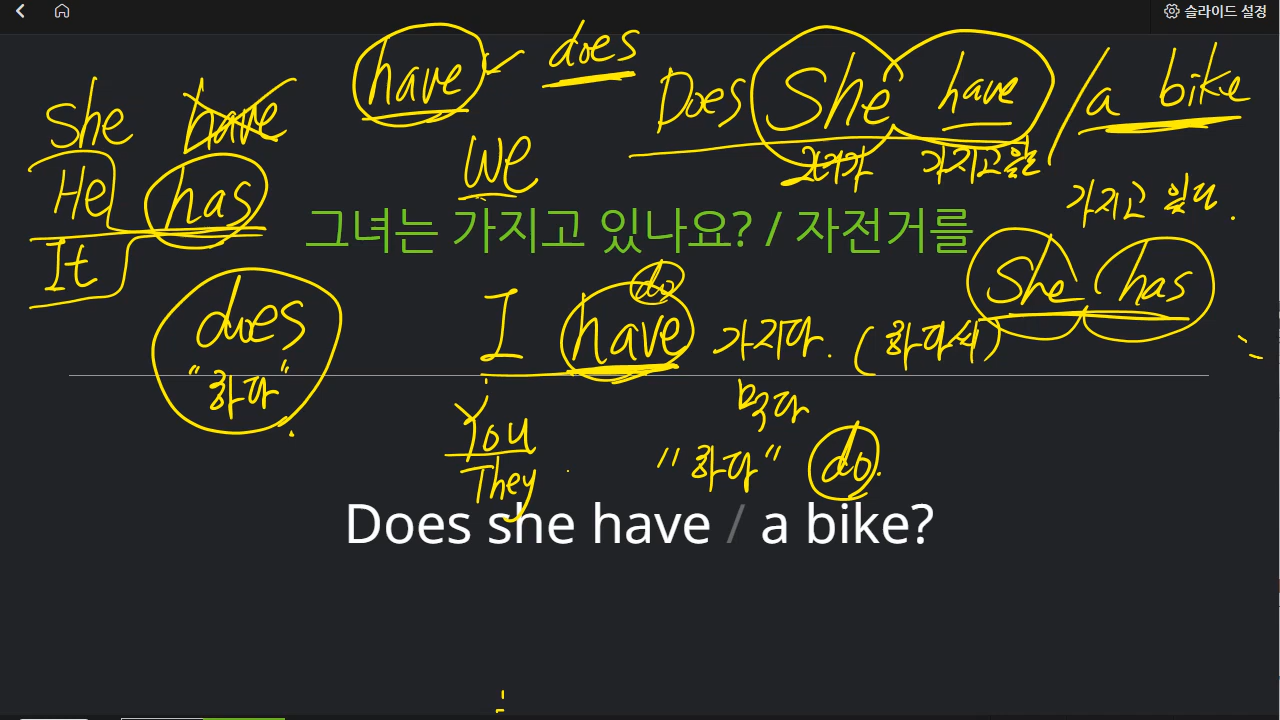 슬라이드 설정
have does
Does She have / a bike
She have
그녀가 가지고있는
We
He has
가지고 있다.
그녀는 가지고 있나요? / 자전거를
It
She has
does
do
I have 가지다. (하다씨)
"하다"
먹다
You
"하다" do.
They
Does she have / a bike?